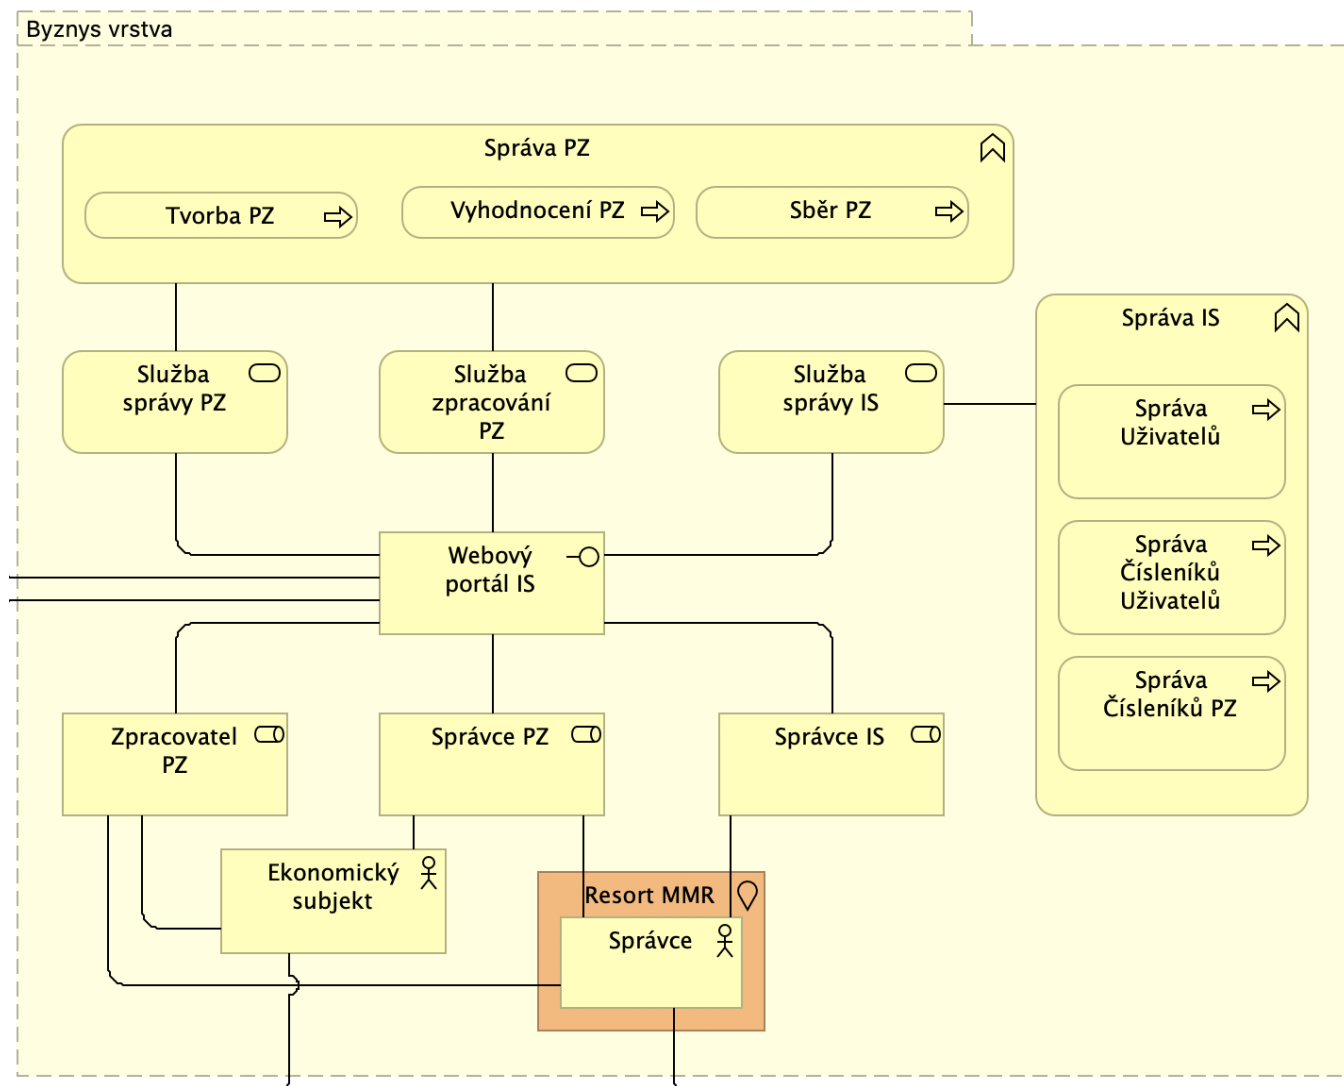 Byznys vrstva
Správa PZ
Tvorba PZ
Vyhodnocení PZ
Sběr PZ
Správa IS
Služba
správy PZ
Služba
zpracování
PZ
Služba
správy IS
Správa
Uživatelů
Správa
Čísleníků
Uživatelů
Správa
Čísleníků PZ
Webový
portál IS
Zpracovatel
PZ
Správce PZ
Správce IS
Ekonomický
subjekt
Resort MMR
Správce